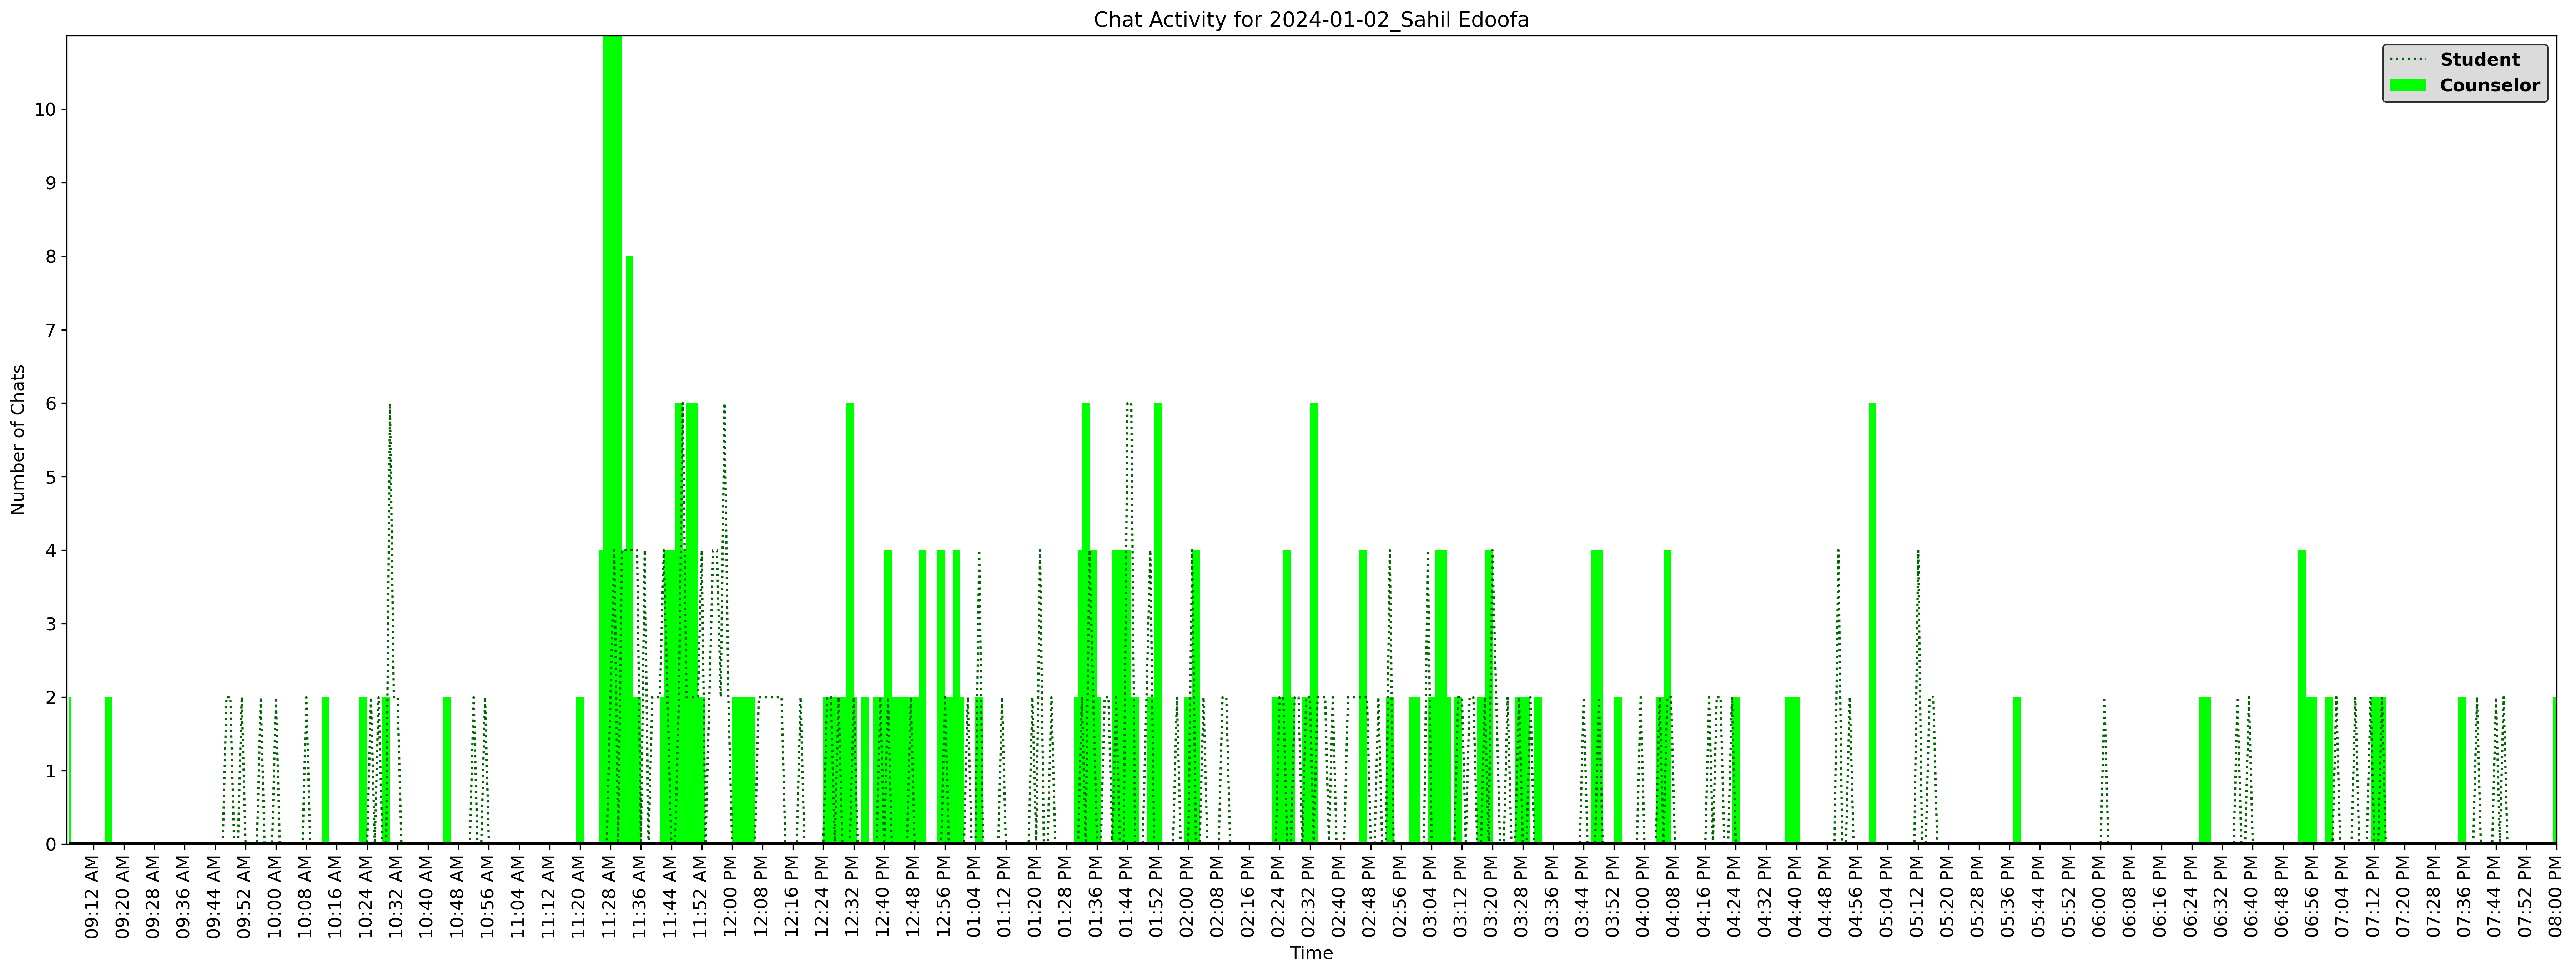 Chat Activity for 2024-01-02_Sahil Edoofa
Student
Counselor
Number of Chats
10
9
8
7
6
5
4
3
2
1
0
09:12 AM
09:20 AM
09:28 AM
09:36 AM
09:44 AM
09:52 AM
10:00 AM
10:08 AM
10:16 AM
10:24 AM
10:32 AM
10:40 AM
10:48 AM
10:56 AM
11:04 AM
11:12 AM
11:20 AM
11:28 AM
11:36 AM
11:44 AM
11:52 AM
12:00 PM
12:08 PM
12:16 PM
12:24 PM
12:32 PM
12:40 PM
12:48 PM
12:56 PM
01:04 PM
01:12 PM
01:20 PM
01:28 PM
01:36 PM
01:44 PM
01:52 PM
02:00 PM
02:08 PM
02:16 PM
02:24 PM
02:32 PM
02:40 PM
02:48 PM
02:56 PM
03:04 PM
03:12 PM
03:20 PM
03:28 PM
03:36 PM
03:44 PM
03:52 PM
04:00 PM
04:08 PM
04:16 PM
04:24 PM
04:32 PM
04:40 PM
04:48 PM
04:56 PM
05:04 PM
05:12 PM
05:20 PM
05:28 PM
05:36 PM
05:44 PM
05:52 PM
06:00 PM
06:08 PM
06:16 PM
06:24 PM
06:32 PM
06:40 PM
06:48 PM
06:56 PM
07:04 PM
07:12 PM
07:20 PM
07:28 PM
07:36 PM
07:44 PM
07:52 PM
08:00 PM
Time